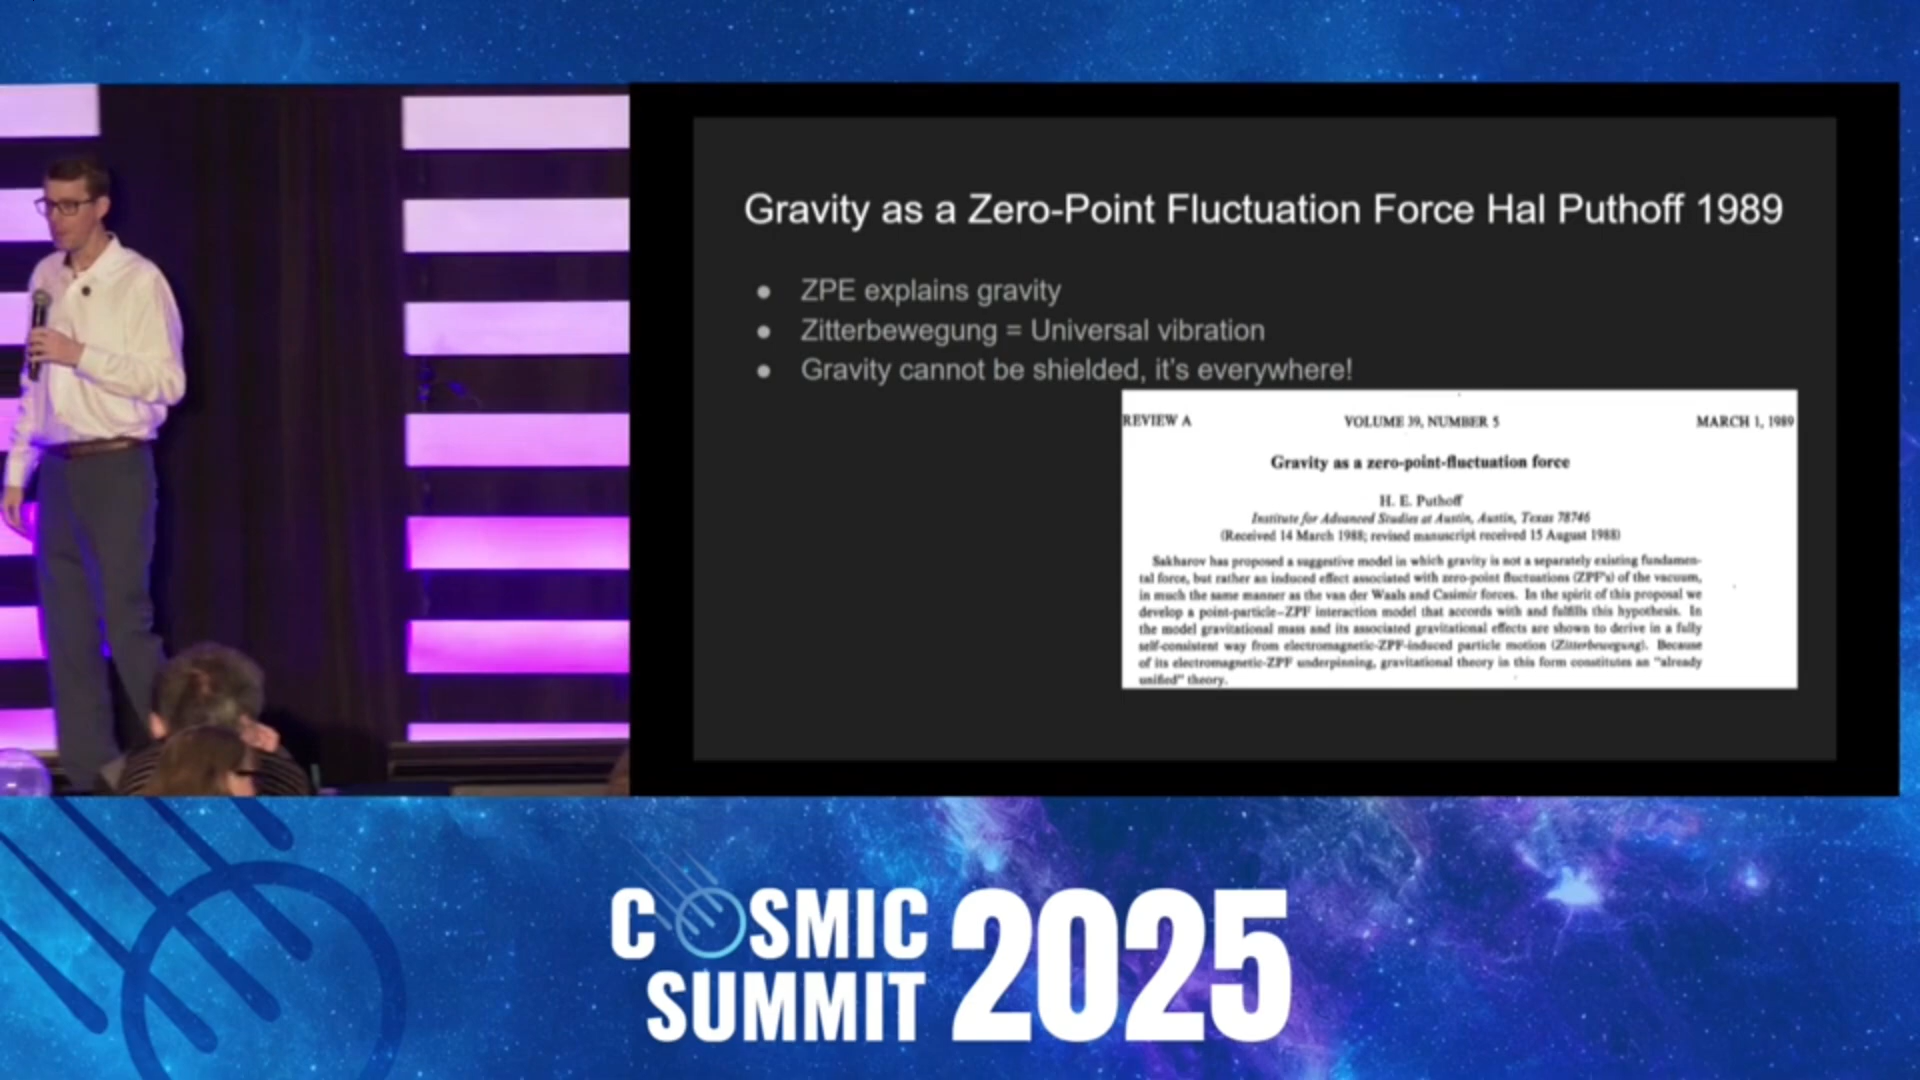 Gravity as a Zero-Point Fluctuation Force Hal Puthoff 1989
● ZPE explains gravity
● Zitterbewegung = Universal vibration
● Gravity cannot be shielded, it's everywhere!
REVIEW A VOLUME 39, NUMBER 5 MARCH 1, 1989
Gravity as a zero-point-fluctuation force
H. E. Puthoff
Institute for Advanced Studies at Austin, Austin, Texas 78746
(Received 14 March 1988; revised manuscript received 15 August 1988)
Sakharov has proposed a suggestive model in which gravity is not a separately existing fundamen-
tal force, but rather an induced effect associated with zero-point fluctuations (ZPF's) of the vacuum,
in much the same manner as the van der Waals and Casimir forces. In the spirit of this proposal we
develop a point-particle–ZPF interaction model that accords with and fulfills this hypothesis. In
the model gravitational mass and its associated gravitational effects are shown to derive in a fully
self-consistent way from electromagnetic-ZPF-induced particle motion (Zitterbewegung). Because
of its electromagnetic-ZPF underpinning, gravitational theory in this form constitutes an "already
unified" theory.
COSMIC
SUMMIT
2025